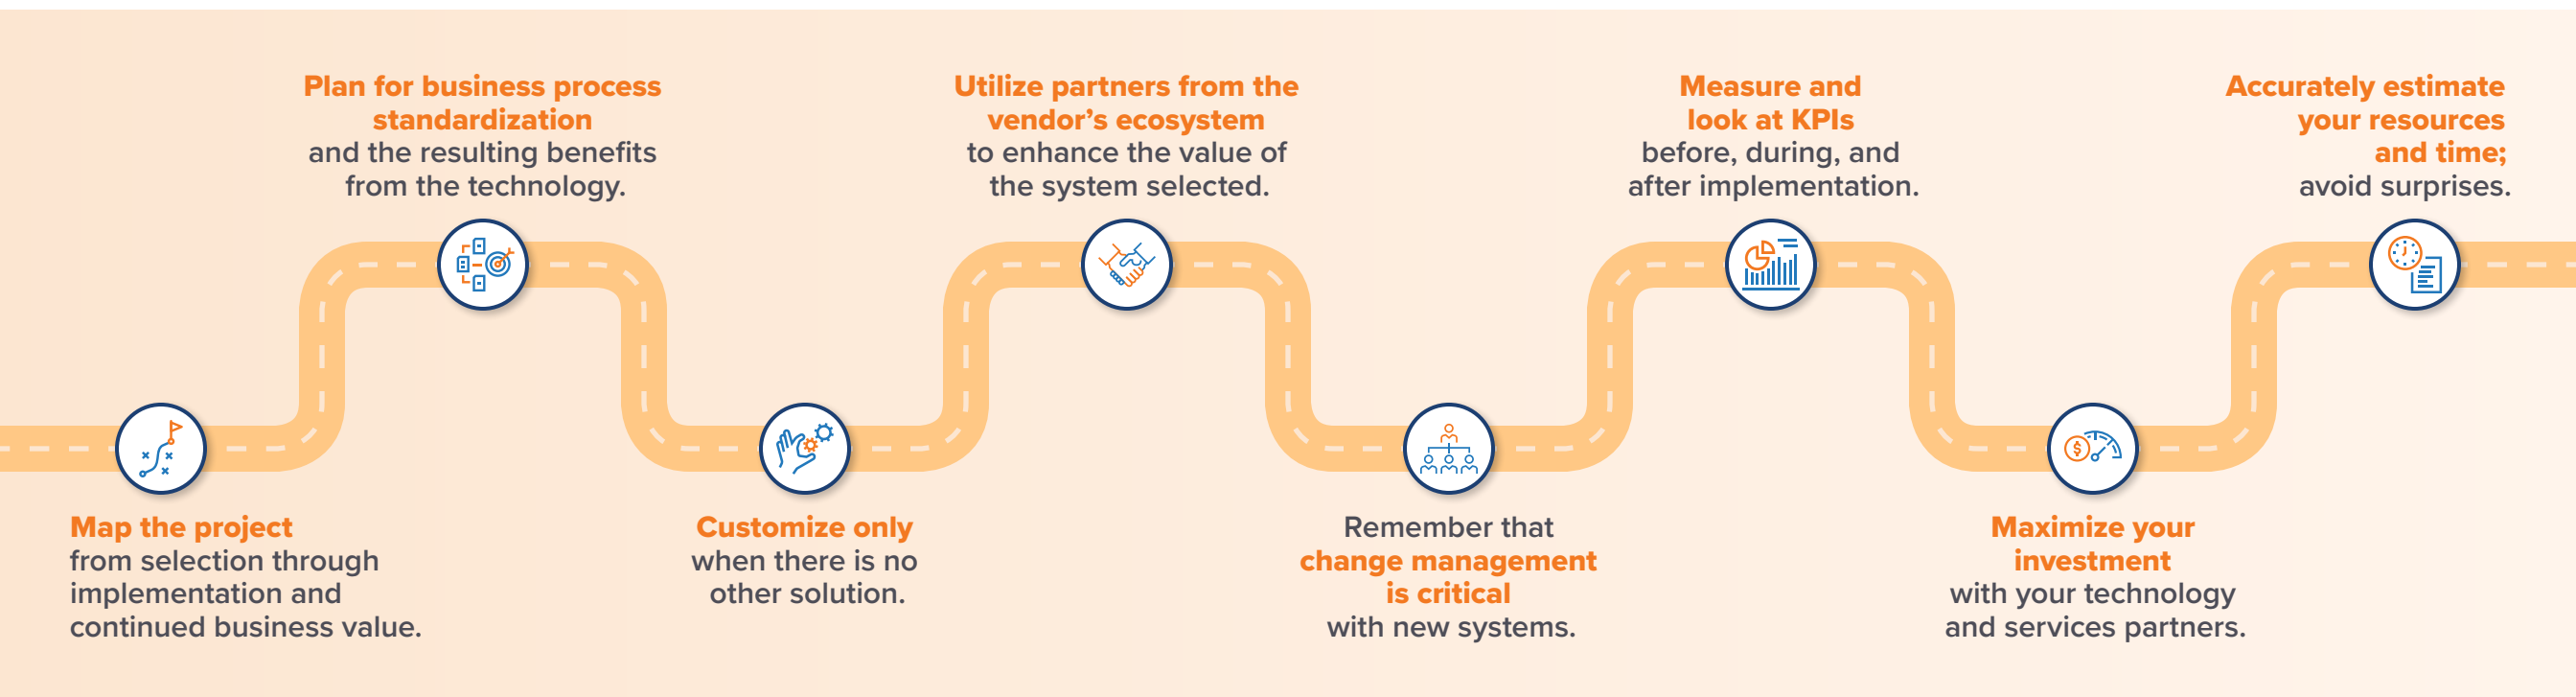 Map the project
from selection through
implementation and
continued business value.
Plan for business process
standardization
and the resulting benefits
from the technology.
Customize only
when there is no
other solution.
Utilize partners from the
vendor’s ecosystem
to enhance the value of
the system selected.
Remember that
change management
is critical
with new systems.
Measure and
look at KPIs
before, during, and
after implementation.
Maximize your
investment
with your technology
and services partners.
Accurately estimate
your resources
and time;
avoid surprises.